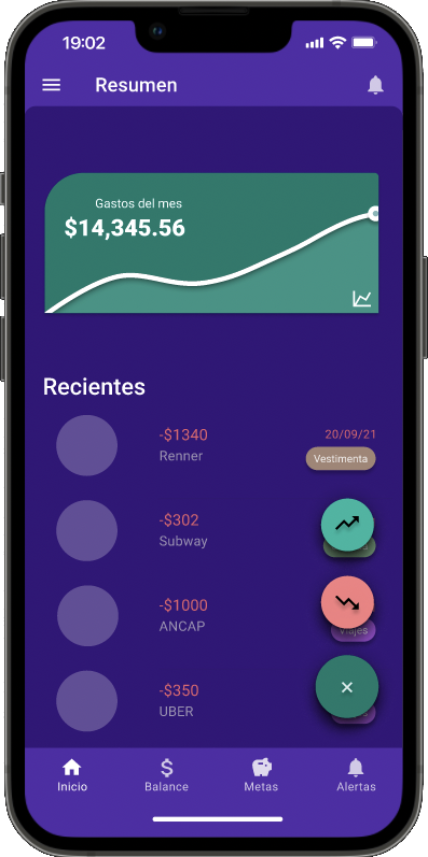 19:02
Resumen
Gastos del mes
$14,345.56
Recientes
-$1340
20/09/21
Renner
Vestimenta
-$302
Subway
-$1000
ANCAP
Viajes
-$350
UBER
Inicio
Balance
Metas
Alertas